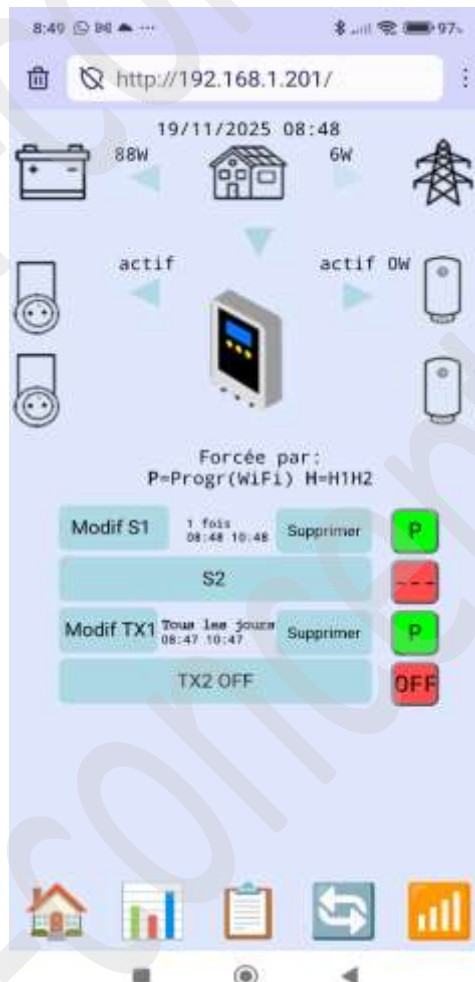 8:49
97%
http://192.168.1.201/
19/11/2025 08:48
88W
6W
actif
actif 0W
Forcée par:
P=Progr(WiFi) H=H1H2
Modif S1
1 fois
08:48 10:48
Supprimer
P
S2
---
Modif TX1
Tous les jours
08:47 10:47
Supprimer
P
TX2 OFF
OFF